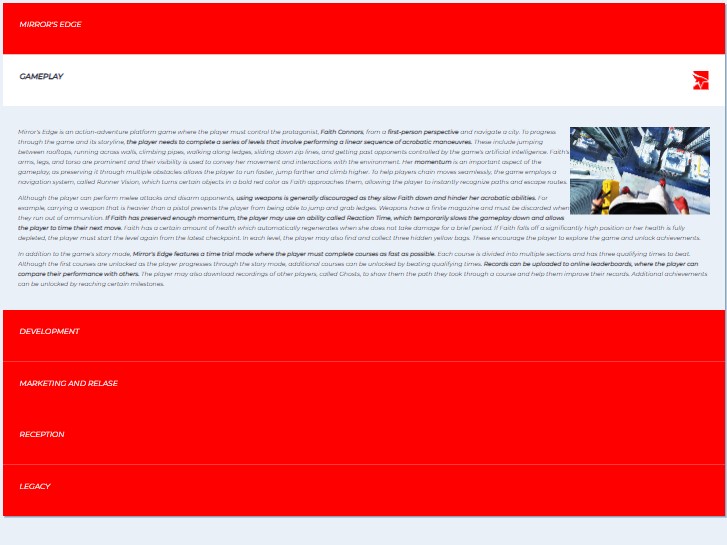 MIRROR'S EDGE
GAMEPLAY
Mirror's Edge is an action-adventure platform game where the player must control the protagonist, Faith Connors, from a first-person perspective and navigate a city. To progress
through the game and its storyline, the player needs to complete a series of levels that involve performing a linear sequence of acrobatic manoeuvres. These include jumping
between rooftops, running across walls, climbing pipes, walking along ledges, sliding down zip lines, and getting past opponents controlled by the game's artificial intelligence. Faith's
arms, legs, and torso are prominent and their visibility is used to convey her movement and interactions with the environment. Her momentum is an important aspect of the
gameplay, as preserving it through multiple obstacles allows the player to run faster, jump farther and climb higher. To help players chain moves seamlessly, the game employs a
navigation system, called Runner Vision, which turns certain objects in a bold red color as Faith approaches them, allowing the player to instantly recognize paths and escape routes.
Although the player can perform melee attacks and disarm opponents, using weapons is generally discouraged as they slow Faith down and hinder her acrobatic abilities. For
example, carrying a weapon that is heavier than a pistol prevents the player from being able to jump and grab ledges. Weapons have a finite magazine and must be discarded when
they run out of ammunition. If Faith has preserved enough momentum, the player may use an ability called Reaction Time, which temporarily slows the gameplay down and allows
the player to time their next move. Faith has a certain amount of health which automatically regenerates when she does not take damage for a brief period. If Faith falls off a significantly high position or her health is fully
depleted, the player must start the level again from the latest checkpoint. In each level, the player may also find and collect three hidden yellow bags. These encourage the player to explore the game and unlock achievements.
In addition to the game's story mode, Mirror's Edge features a time trial mode where the player must complete courses as fast as possible. Each course is divided into multiple sections and has three qualifying times to beat.
Although the first courses are unlocked as the player progresses through the story mode, additional courses can be unlocked by beating qualifying times. Records can be uploaded to online leaderboards, where the player can
compare their performance with others. The player may also download recordings of other players, called Ghosts, to show them the path they took through a course and help them improve their records. Additional achievements
can be unlocked by reaching certain milestones.
DEVELOPMENT
MARKETING AND RELASE
RECEPTION
LEGACY